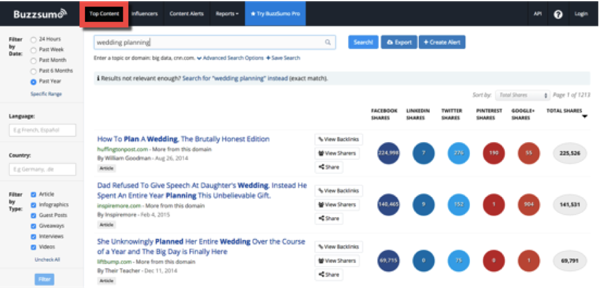 Buzzsumo
Top Content
Influencers
Content Alerts
Reports
Try BuzzSumo Pro
API
?
Login
Filter by Date:
24 Hours
Past Week
Past Month
Past 6 Months
Past Year
Specific Range
Language:
E.g French, Español
Country:
E.g Germany, .de
Filter by Type:
Article
Infographics
Guest Posts
Giveaways
Interviews
Videos
Uncheck All
Filter
wedding planning
Search!
Export
Create Alert
Enter a topic or domain: big data, cnn.com. Advanced Search Options Save Search
Results not relevant enough? Search for "wedding planning" instead (exact match).
Sort by: Total Shares Page 1 of 1213
FACEBOOK SHARES
LINKEDIN SHARES
TWITTER SHARES
PINTEREST SHARES
GOOGLE+ SHARES
TOTAL SHARES
How To Plan A Wedding, The Brutally Honest Edition
huffingtonpost.com - More from this domain
By William Goodman - Aug 26, 2014
Article
View Backlinks
View Sharers
Share
224,998
7
276
190
55
225,526
Dad Refused To Give Speech At Daughter's Wedding. Instead He
Spent An Entire Year Planning This Unbelievable Gift.
inspiremore.com - More from this domain
By Inspiremore - Feb 4, 2015
Article
View Backlinks
View Sharers
Share
140,465
9
152
1
904
141,531
She Unknowingly Planned Her Entire Wedding Over the Course
of a Year and The Big Day is Finally Here
liftbump.com - More from this domain
By Their Teacher - Dec 11, 2014
Article
View Backlinks
View Sharers
Share
69,715
0
75
0
1
69,791